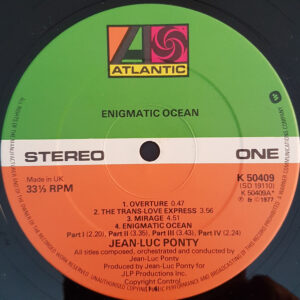 ATLANTIC
ENIGMATIC OCEAN
STEREO
ONE
Made in UK
33⅓ RPM
K 50409
(SD 19110)
K 50409A
℗ & © 1977
1. OVERTURE 0.47
2. THE TRANS-LOVE EXPRESS 3.56
3. MIRAGE 4.51
4. ENIGMATIC OCEAN
Part I (2.20), Part II (3.35), Part III (3.43), Part IV (2.24)
JEAN-LUC PONTY
All titles composed, orchestrated and conducted by
Jean-Luc Ponty
Produced by Jean-Luc Ponty for
JLP Productions Inc.
Copyright Control